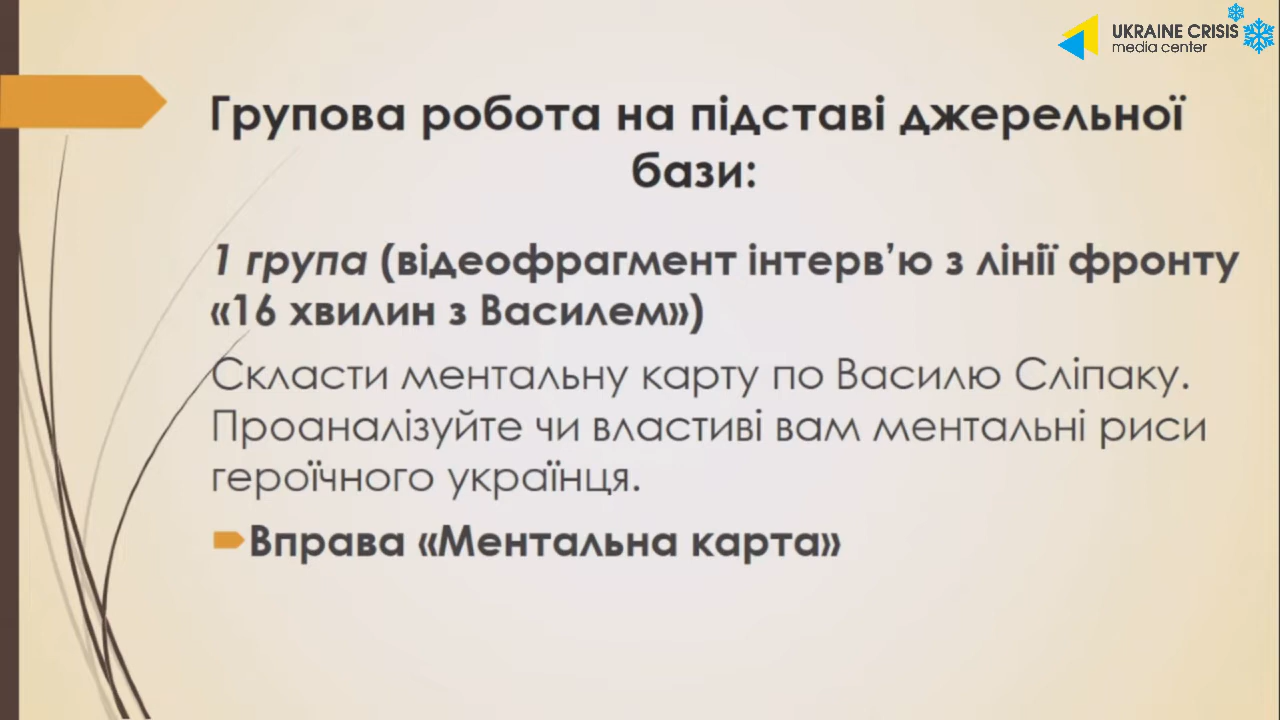 UKRAINE CRISIS
media center
Групова робота на підставі джерельної
бази:
1 група (відеофрагмент інтерв’ю з лінії фронту
«16 хвилин з Василем»)
Скласти ментальну карту по Василю Сліпаку.
Проаналізуйте чи властиві вам ментальні риси
героїчного українця.
Вправа «Ментальна карта»